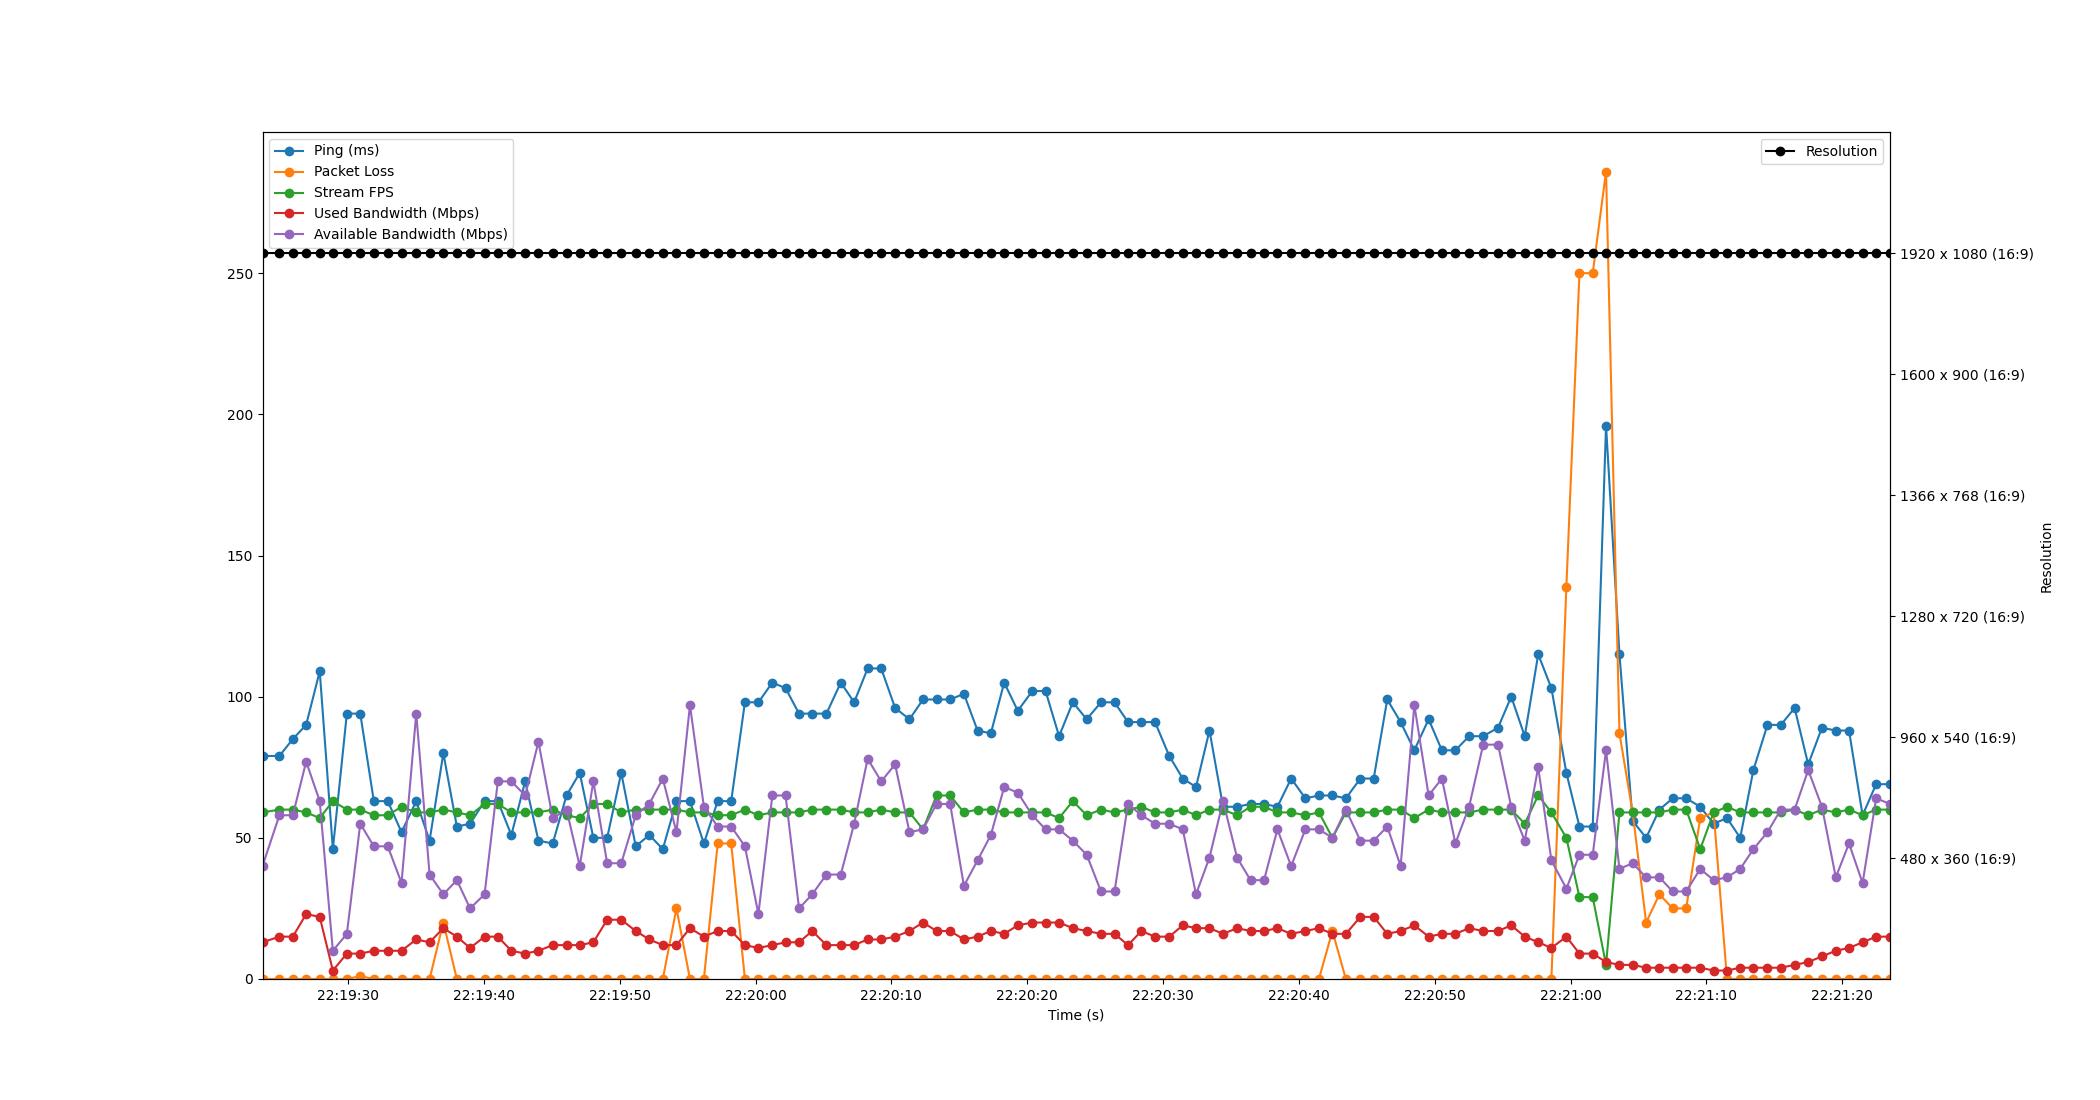 Ping (ms)
Packet Loss
Stream FPS
Used Bandwidth (Mbps)
Available Bandwidth (Mbps)
Resolution
250
200
150
100
50
0
1920 x 1080 (16:9)
1600 x 900 (16:9)
1366 x 768 (16:9)
1280 x 720 (16:9)
960 x 540 (16:9)
480 x 360 (16:9)
Resolution
22:19:30
22:19:40
22:19:50
22:20:00
22:20:10
22:20:20
22:20:30
22:20:40
22:20:50
22:21:00
22:21:10
22:21:20
Time (s)